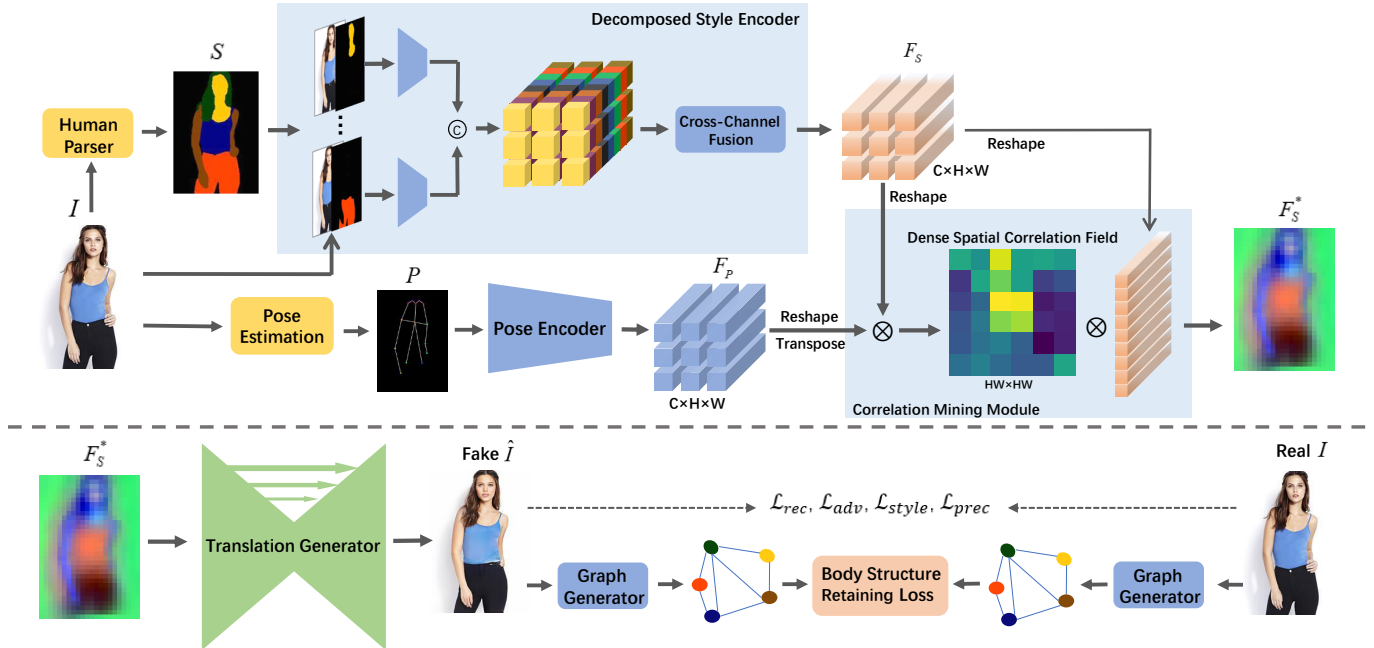 Decomposed Style Encoder
S
F_S
Human
Parser
C
Cross-Channel
Fusion
Reshape
C×H×W
I
Reshape
F_S^*
Dense Spatial Correlation Field
P
F_P
Pose
Estimation
Pose Encoder
Reshape
Transpose
⊗
⊗
HW×HW
C×H×W
Correlation Mining Module
F_S^*
Fake Î
Real I
ℒ_rec, ℒ_adv, ℒ_style, ℒ_prec
Translation Generator
Graph
Generator
Body Structure
Retaining Loss
Graph
Generator